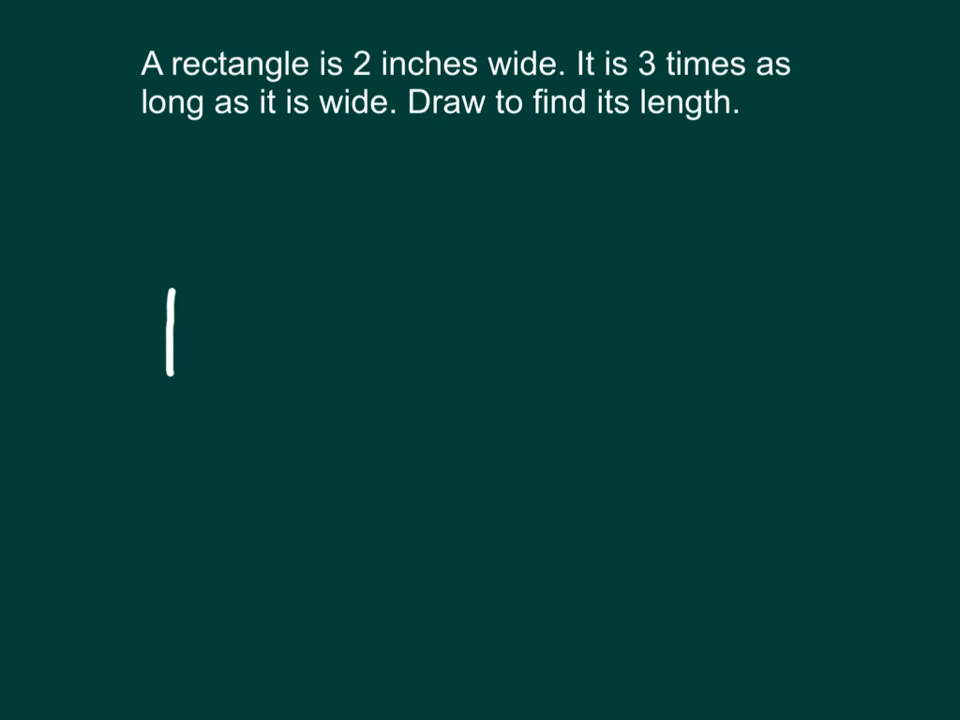 A rectangle is 2 inches wide. It is 3 times as
long as it is wide. Draw to find its length.